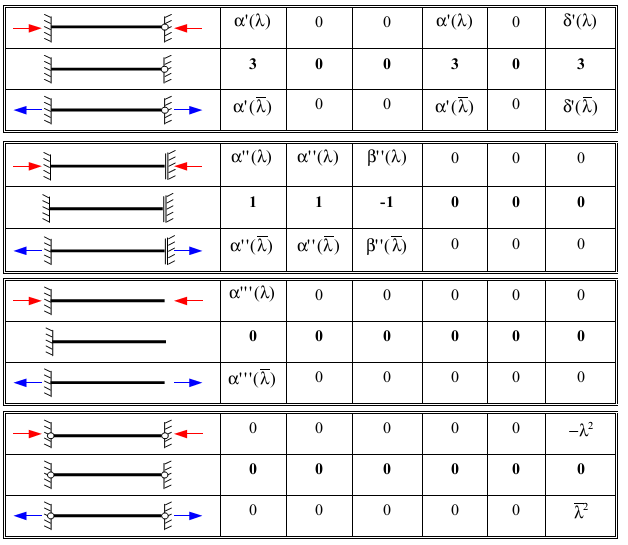 α'(λ) 0 0 α'(λ) 0 δ'(λ)
3 0 0 3 0 3
α'(λ̅) 0 0 α'(λ̅) 0 δ'(λ̅)
α''(λ) α''(λ) β''(λ) 0 0 0
1 1 -1 0 0 0
α''(λ̅) α''(λ̅) β''(λ̅) 0 0 0
α'''(λ) 0 0 0 0 0
0 0 0 0 0 0
α'''(λ̅) 0 0 0 0 0
0 0 0 0 0 −λ²
0 0 0 0 0 0
0 0 0 0 0 λ̅²